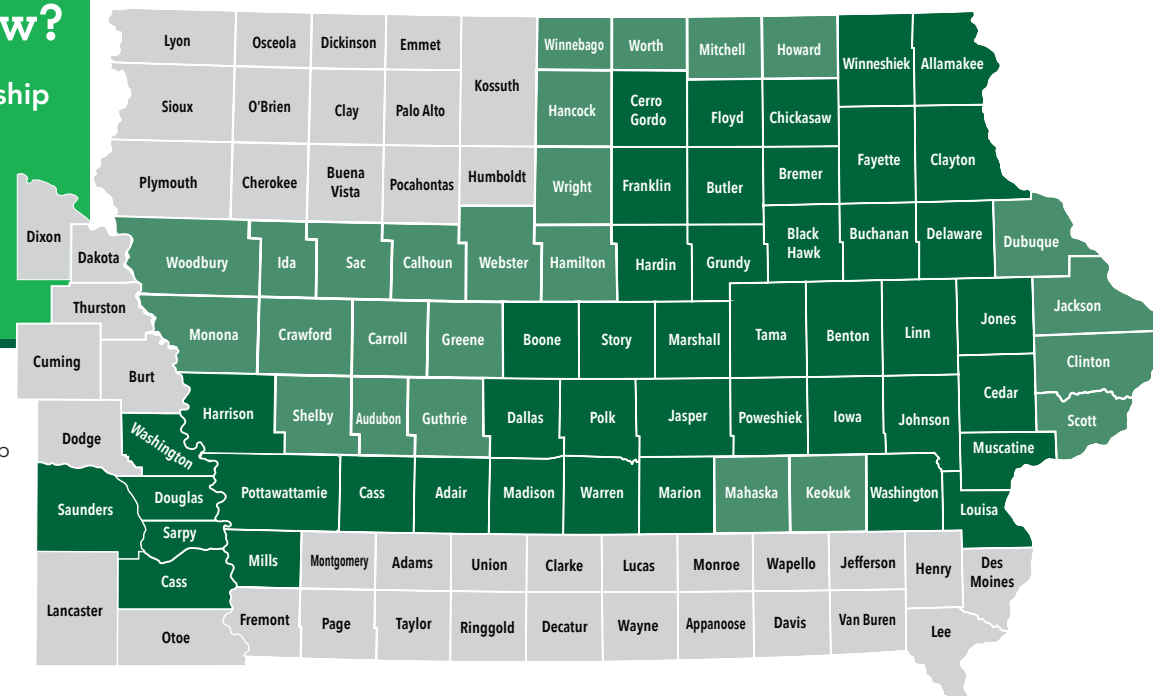 w?
ship
Lyon
Osceola
Dickinson
Emmet
Kossuth
Winnebago
Worth
Mitchell
Howard
Winneshiek
Allamakee
Sioux
O'Brien
Clay
Palo Alto
Hancock
Cerro
Gordo
Floyd
Chickasaw
Plymouth
Cherokee
Buena
Vista
Pocahontas
Humboldt
Wright
Franklin
Butler
Bremer
Fayette
Clayton
Dixon
Dakota
Woodbury
Ida
Sac
Calhoun
Webster
Hamilton
Hardin
Grundy
Black
Hawk
Buchanan
Delaware
Dubuque
Thurston
Monona
Crawford
Carroll
Greene
Boone
Story
Marshall
Tama
Benton
Linn
Jones
Jackson
Cuming
Burt
Clinton
Harrison
Shelby
Audubon
Guthrie
Dallas
Polk
Jasper
Poweshiek
Iowa
Johnson
Cedar
Scott
Dodge
Washington
Muscatine
Saunders
Douglas
Pottawattamie
Cass
Adair
Madison
Warren
Marion
Mahaska
Keokuk
Washington
Louisa
Sarpy
Cass
Mills
Montgomery
Adams
Union
Clarke
Lucas
Monroe
Wapello
Jefferson
Henry
Des
Moines
Lancaster
Otoe
Fremont
Page
Taylor
Ringgold
Decatur
Wayne
Appanoose
Davis
Van Buren
Lee